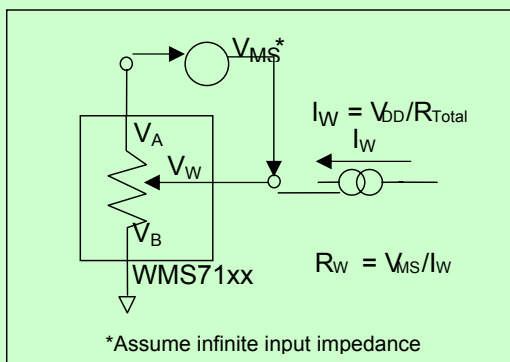 VMS*
IW = VDD/RTotal
IW
VA
VW
VB
RW = VMS/IW
WMS71xx
*Assume infinite input impedance